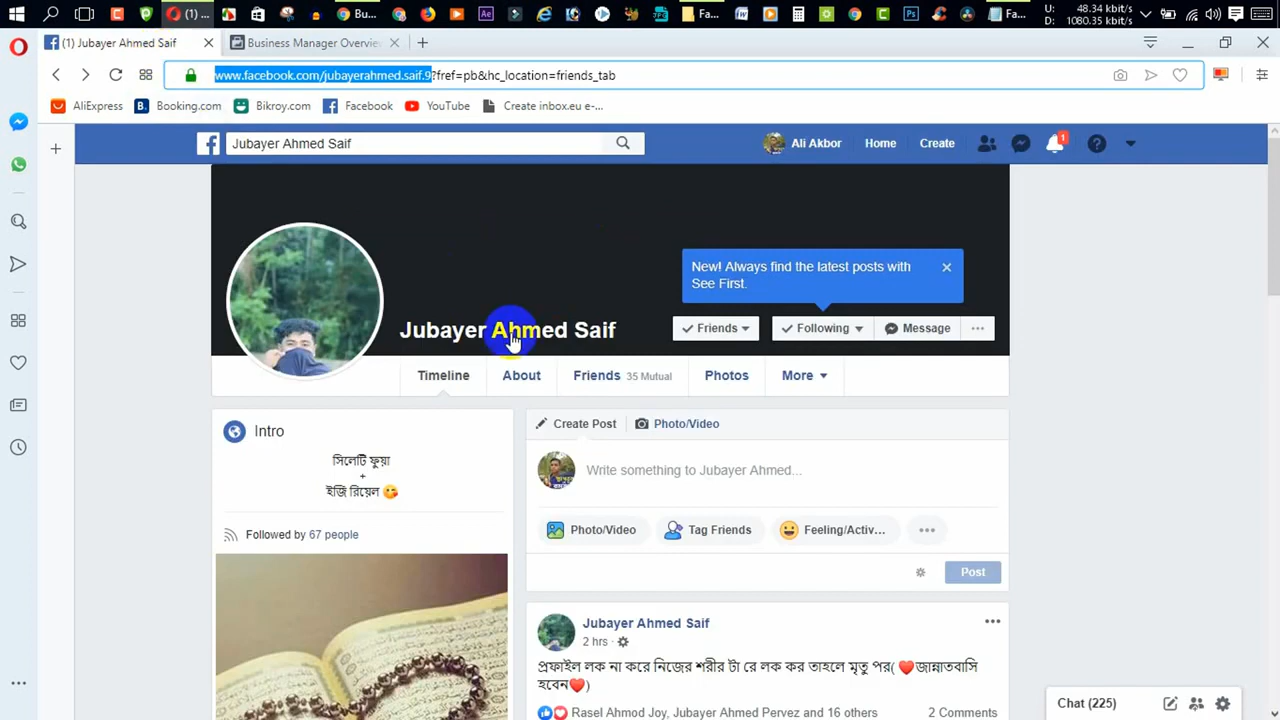 (1) ...
Bu...
Fa...
Fa...
U: 48.34 kbit/s
D: 1080.35 kbit/s
(1) Jubayer Ahmed Saif
Business Manager Overvie
www.facebook.com/jubayerahmed.saif.9?fref=pb&hc_location=friends_tab
AliExpress Booking.com Bikroy.com Facebook YouTube Create inbox.eu e-...
Jubayer Ahmed Saif
Ali Akbor Home Create 1
New! Always find the latest posts with
See First.
Jubayer Ahmed Saif
Friends Following Message ...
Timeline About Friends 35 Mutual Photos More
Intro
সিলেটি ফুয়া
+
ইজি রিয়েল 😋
Followed by 67 people
Create Post Photo/Video
Write something to Jubayer Ahmed...
Photo/Video Tag Friends Feeling/Activ... ...
Post
Jubayer Ahmed Saif
2 hrs ·
প্রফাইল লক না করে নিজের শরীর টা রে লক কর তাহলে মৃতু পর( ❤জান্নাতবাসি
হবেন❤)
Rasel Ahmod Joy, Jubayer Ahmed Pervez and 16 others 2 Comments
Chat (225)